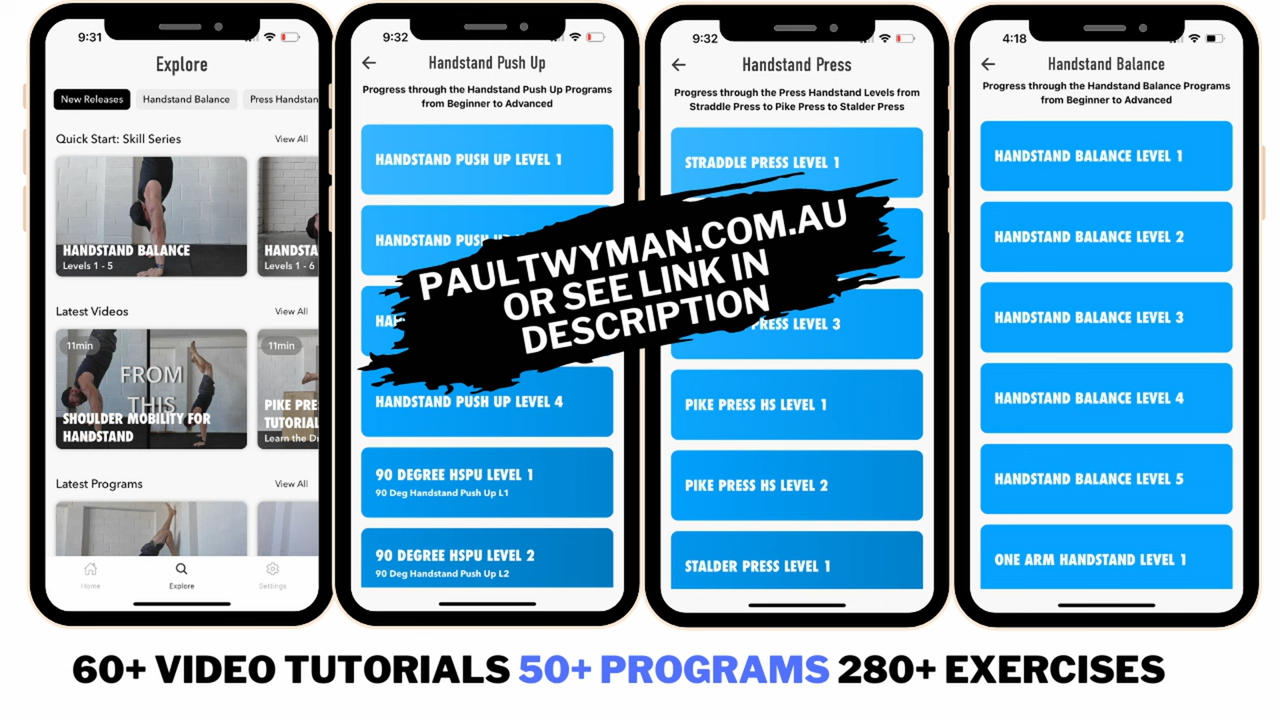 9:31
Explore
New Releases
Handstand Balance
Press Handstan
Quick Start: Skill Series
View All
HANDSTAND BALANCE
Levels 1 - 5
HANDSTA
Levels 1 - 6
Latest Videos
View All
11min
FROM
THIS
SHOULDER MOBILITY FOR
HANDSTAND
11min
PIKE PRE
TUTORIAL
Learn the Dr
Latest Programs
View All
Home
Explore
Settings
9:32
Handstand Push Up
Progress through the Handstand Push Up Programs
from Beginner to Advanced
HANDSTAND PUSH UP LEVEL 1
HANDSTAND PUSH
HANDSTAND PUSH UP LEVEL 4
90 DEGREE HSPU LEVEL 1
90 Deg Handstand Push Up L1
90 DEGREE HSPU LEVEL 2
90 Deg Handstand Push Up L2
9:32
Handstand Press
Progress through the Press Handstand Levels from
Straddle Press to Pike Press to Stalder Press
STRADDLE PRESS LEVEL 1
PRESS LEVEL 3
PIKE PRESS HS LEVEL 1
PIKE PRESS HS LEVEL 2
STALDER PRESS LEVEL 1
4:18
Handstand Balance
Progress through the Handstand Balance Programs
from Beginner to Advanced
HANDSTAND BALANCE LEVEL 1
HANDSTAND BALANCE LEVEL 2
HANDSTAND BALANCE LEVEL 3
HANDSTAND BALANCE LEVEL 4
HANDSTAND BALANCE LEVEL 5
ONE ARM HANDSTAND LEVEL 1
PAULTWYMAN.COM.AU
OR SEE LINK IN
DESCRIPTION
60+ VIDEO TUTORIALS 50+ PROGRAMS 280+ EXERCISES